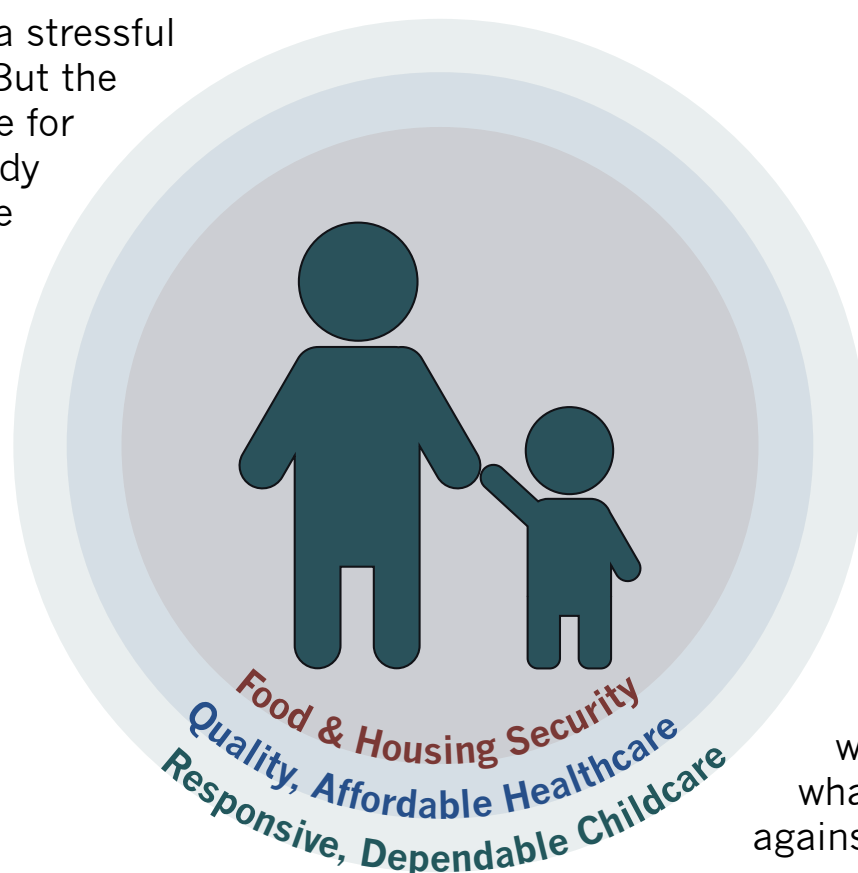 a stressful
But the
e for
dy
e
Food & Housing Security
Quality, Affordable Healthcare
Responsive, Dependable Childcare
w
wha
agains